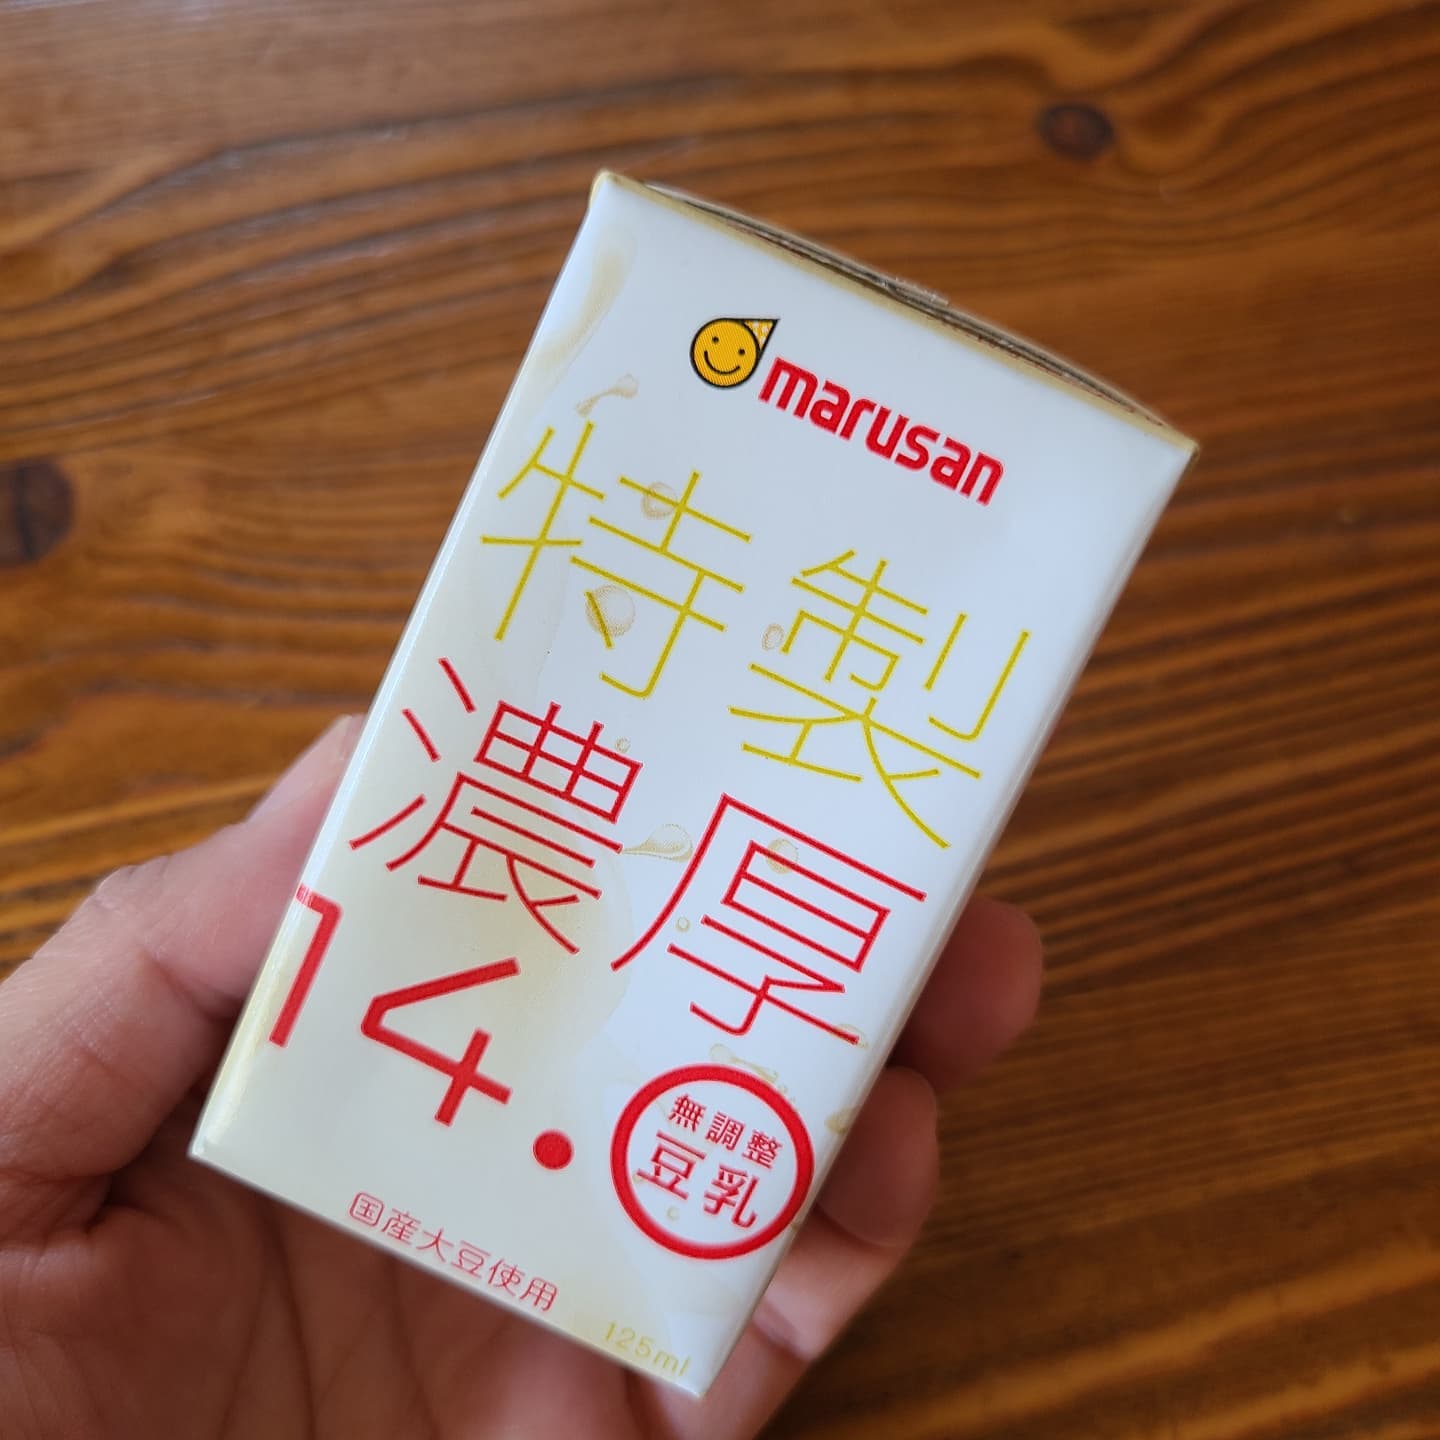 marusan
特製
濃厚
14.
無調整
豆乳
国産大豆使用
125ml